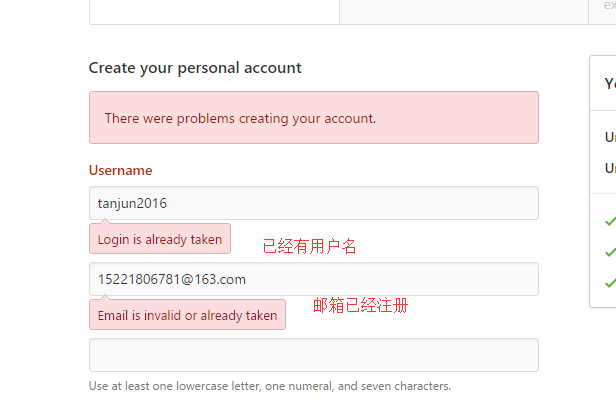 ex
Create your personal account
There were problems creating your account.
Username
tanjun2016
Login is already taken
已经有用户名
15221806781@163.com
邮箱已经注册
Email is invalid or already taken
Use at least one lowercase letter, one numeral, and seven characters.